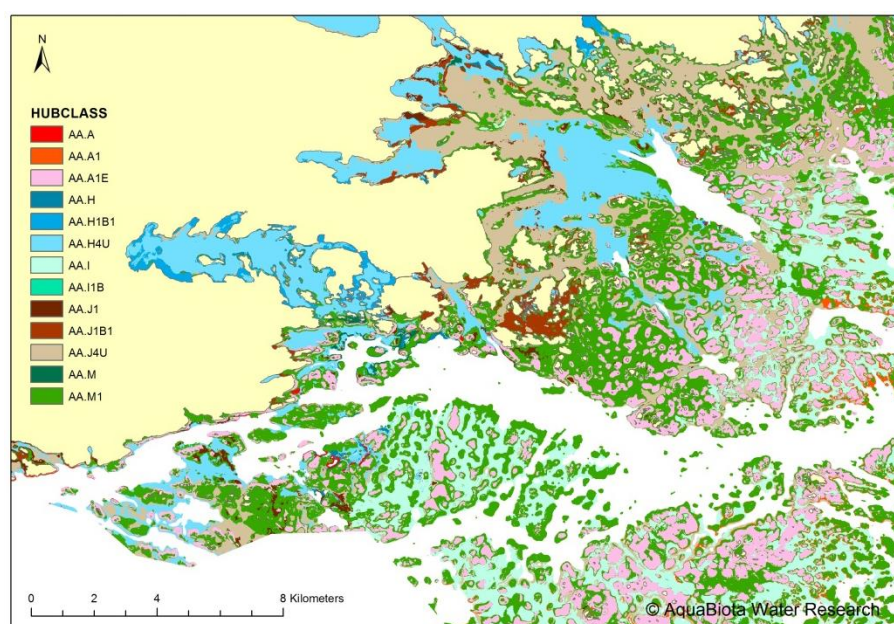 N
HUBCLASS
AA.A
AA.A1
AA.A1E
AA.H
AA.H1B1
AA.H4U
AA.I
AA.I1B
AA.J1
AA.J1B1
AA.J4U
AA.M
AA.M1
0 2 4 8 Kilometers
© AquaBiota Water Research